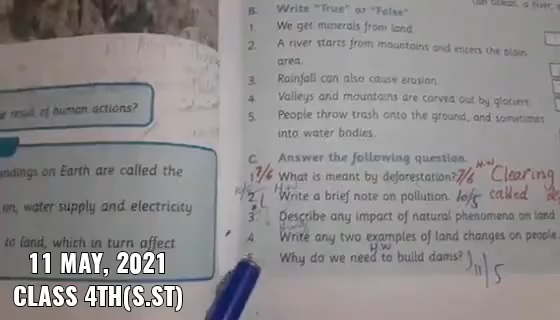 B. Write "True" or "False"
1. We get minerals from land.
2. A river starts from mountains and enters the plain
area.
3. Rainfall can also cause erosion.
4. Valleys and mountains are carved out by glaciers.
5. People throw trash onto the ground, and sometimes
into water bodies.
C. Answer the following question.
1. What is meant by deforestation? 7/6 H.W Clearing
2. Write a brief note on pollution. 10/5 called
3. Describe any impact of natural phenomena on land
4. Write any two examples of land changes on people.
H.W
Why do we need to build dams? 11/5
result of human actions?
on Earth are called the
on, water supply and electricity
to land, which in turn affect
11 MAY, 2021
CLASS 4TH(S.ST)